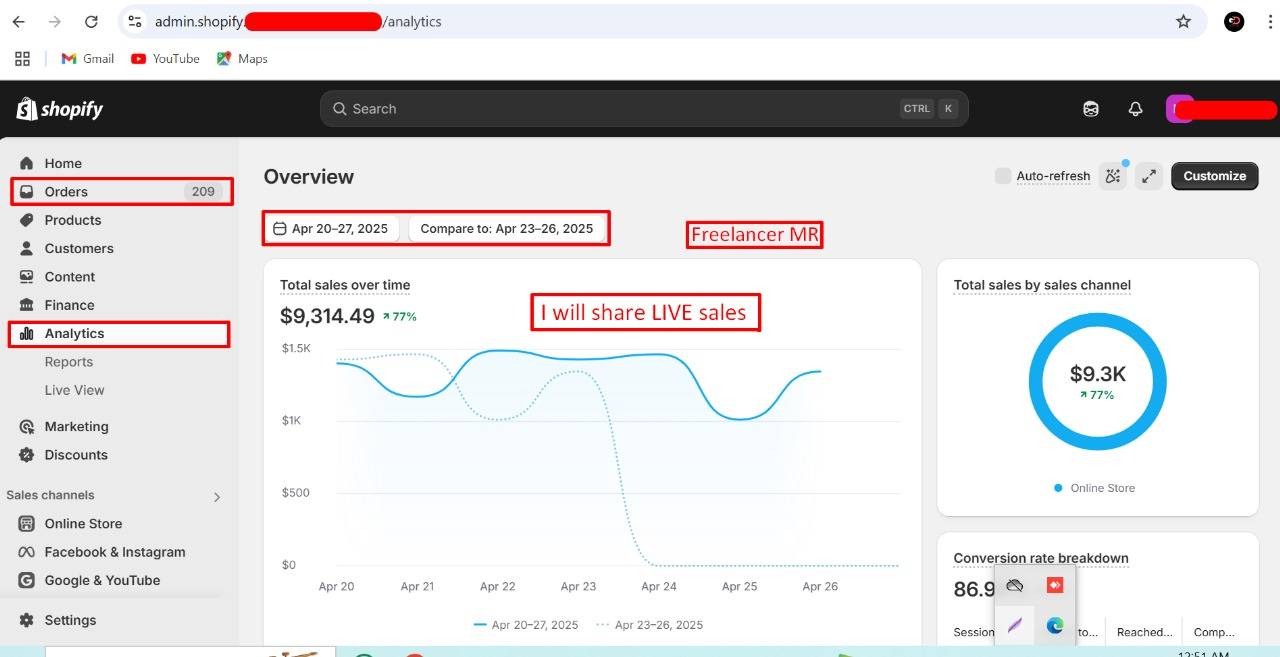 admin.shopify.
/analytics
Gmail
YouTube
Maps
shopify
Search
CTRL K
Home
Orders 209
Products
Customers
Content
Finance
Analytics
Reports
Live View
Marketing
Discounts
Sales channels
Online Store
Facebook & Instagram
Google & YouTube
Settings
Overview
Auto-refresh
Customize
Apr 20–27, 2025
Compare to: Apr 23–26, 2025
Freelancer MR
Total sales over time
$9,314.49 77%
I will share LIVE sales
$1.5K
$1K
$500
$0
Apr 20 Apr 21 Apr 22 Apr 23 Apr 24 Apr 25 Apr 26
Apr 20–27, 2025 Apr 23–26, 2025
Total sales by sales channel
$9.3K
77%
Online Store
Conversion rate breakdown
86.9
Session to... Reached... Comp...
12:51 AM